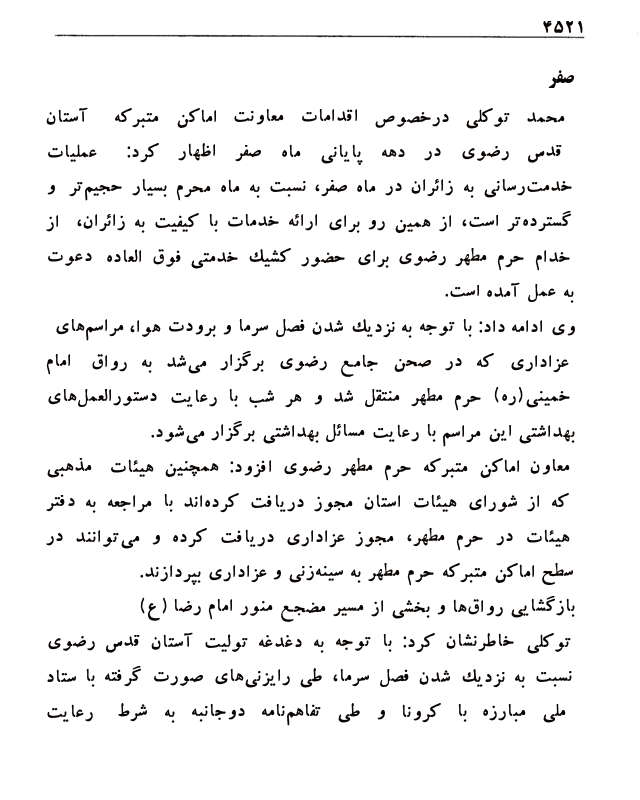 ۴۵۲۱
صفر
محمد توکلی درخصوص اقدامات معاونت اماکن متبرکه آستان
قدس رضوی در دهه پایانی ماه صفر اظهار کرد: عملیات
خدمت‌رسانی به زائران در ماه صفر، نسبت به ماه محرم بسیار حجیم‌تر و
گسترده‌تر است، از همین رو برای ارائه خدمات با کیفیت به زائران، از
خدام حرم مطهر رضوی برای حضور کشیك خدمتی فوق العاده دعوت
به عمل آمده است.
وی ادامه داد: با توجه به نزدیك شدن فصل سرما و برودت هوا، مراسم‌های
عزاداری که در صحن جامع رضوی برگزار می‌شد به رواق امام
خمینی(ره) حرم مطهر منتقل شد و هر شب با رعایت دستورالعمل‌های
بهداشتی این مراسم با رعایت مسائل بهداشتی برگزار می‌شود.
معاون اماکن متبرکه حرم مطهر رضوی افزود: همچنین هیئات مذهبی
که از شورای هیئات استان مجوز دریافت کرده‌اند با مراجعه به دفتر
هیئات در حرم مطهر، مجوز عزاداری دریافت کرده و می‌توانند در
سطح اماکن متبرکه حرم مطهر به سینه‌زنی و عزاداری بپردازند.
بازگشایی رواق‌ها و بخشی از مسیر مضجع منور امام رضا (ع)
توکلی خاطرنشان کرد: با توجه به دغدغه تولیت آستان قدس رضوی
نسبت به نزدیك شدن فصل سرما، طی رایزنی‌های صورت گرفته با ستاد
ملی مبارزه با کرونا و طی تفاهم‌نامه دوجانبه به شرط رعایت